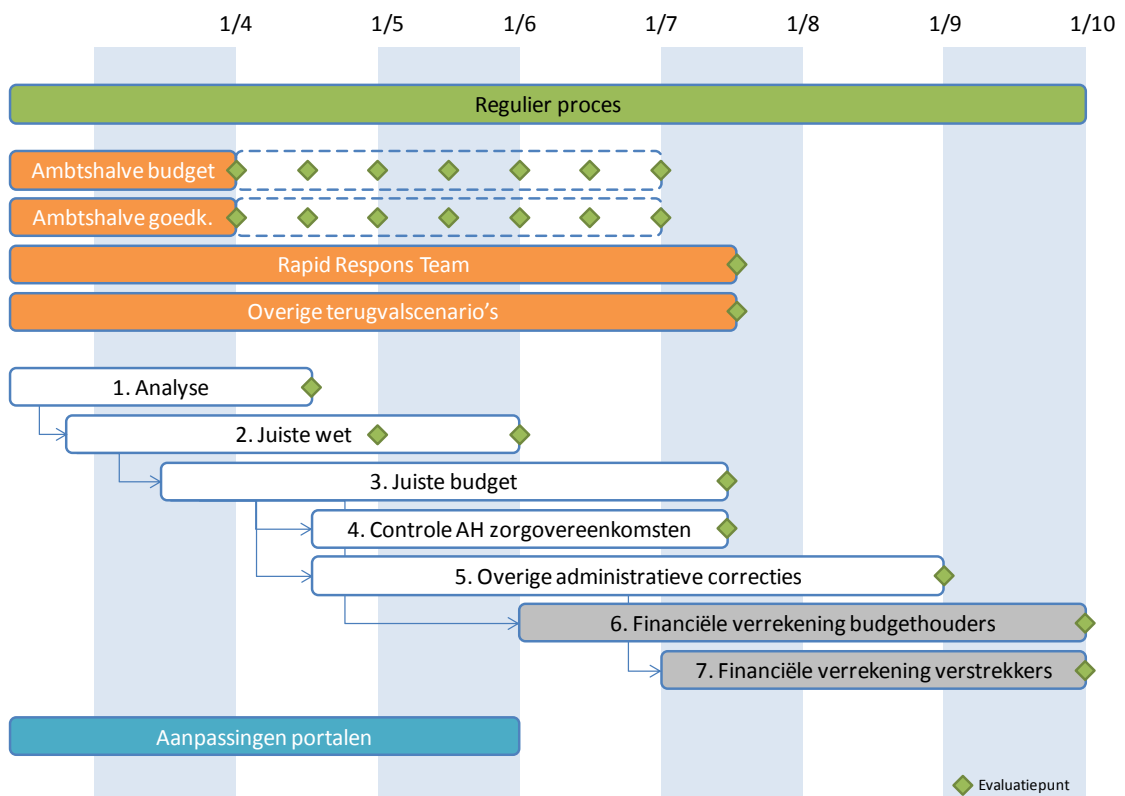 1/4 1/5 1/6 1/7 1/8 1/9 1/10
Regulier proces
Ambtshalve budget
Ambtshalve goedk.
Rapid Respons Team
Overige terugvalscenario's
1. Analyse
2. Juiste wet
3. Juiste budget
4. Controle AH zorgovereenkomsten
5. Overige administratieve correcties
6. Financiële verrekening budgethouders
7. Financiële verrekening verstrekkers
Aanpassingen portalen
Evaluatiepunt